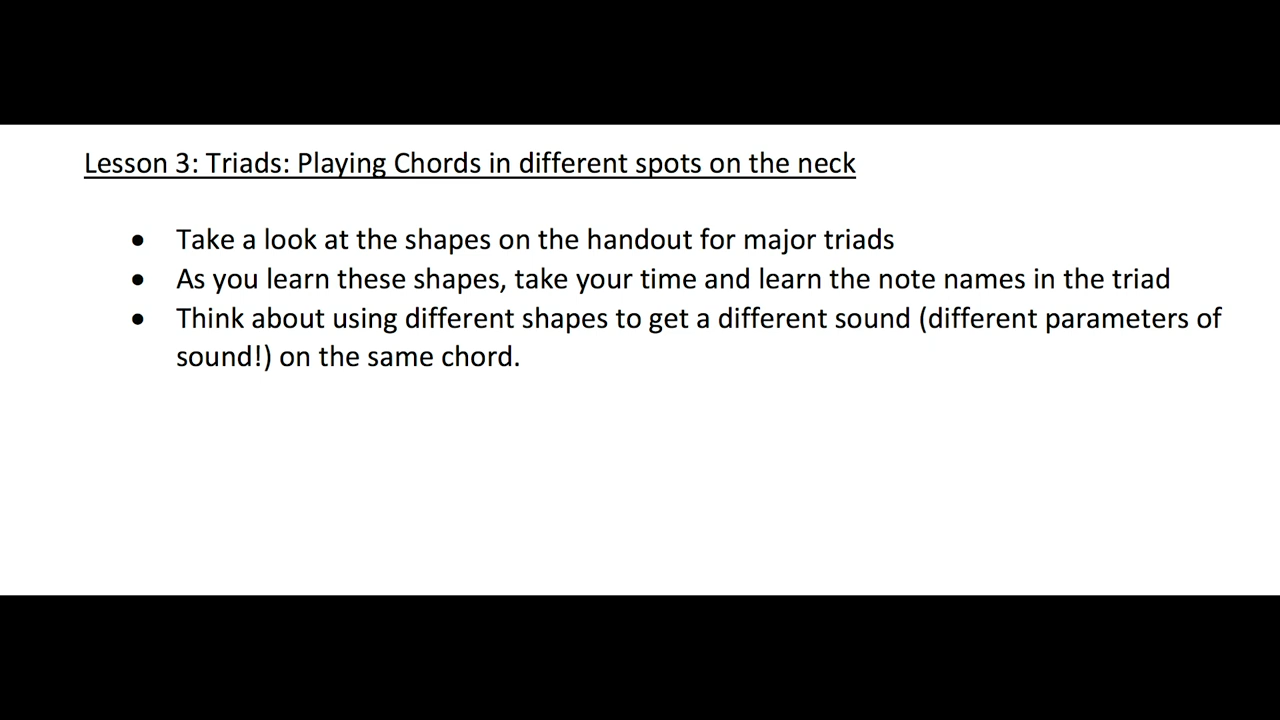 Lesson 3: Triads: Playing Chords in different spots on the neck
• Take a look at the shapes on the handout for major triads
• As you learn these shapes, take your time and learn the note names in the triad
• Think about using different shapes to get a different sound (different parameters of
sound!) on the same chord.